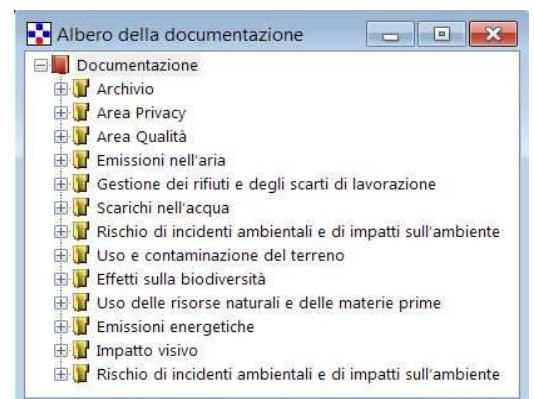 Albero della documentazione
Documentazione
Archivio
Area Privacy
Area Qualità
Emissioni nell'aria
Gestione dei rifiuti e degli scarti di lavorazione
Scarichi nell'acqua
Rischio di incidenti ambientali e di impatti sull'ambiente
Uso e contaminazione del terreno
Effetti sulla biodiversità
Uso delle risorse naturali e delle materie prime
Emissioni energetiche
Impatto visivo
Rischio di incidenti ambientali e di impatti sull'ambiente